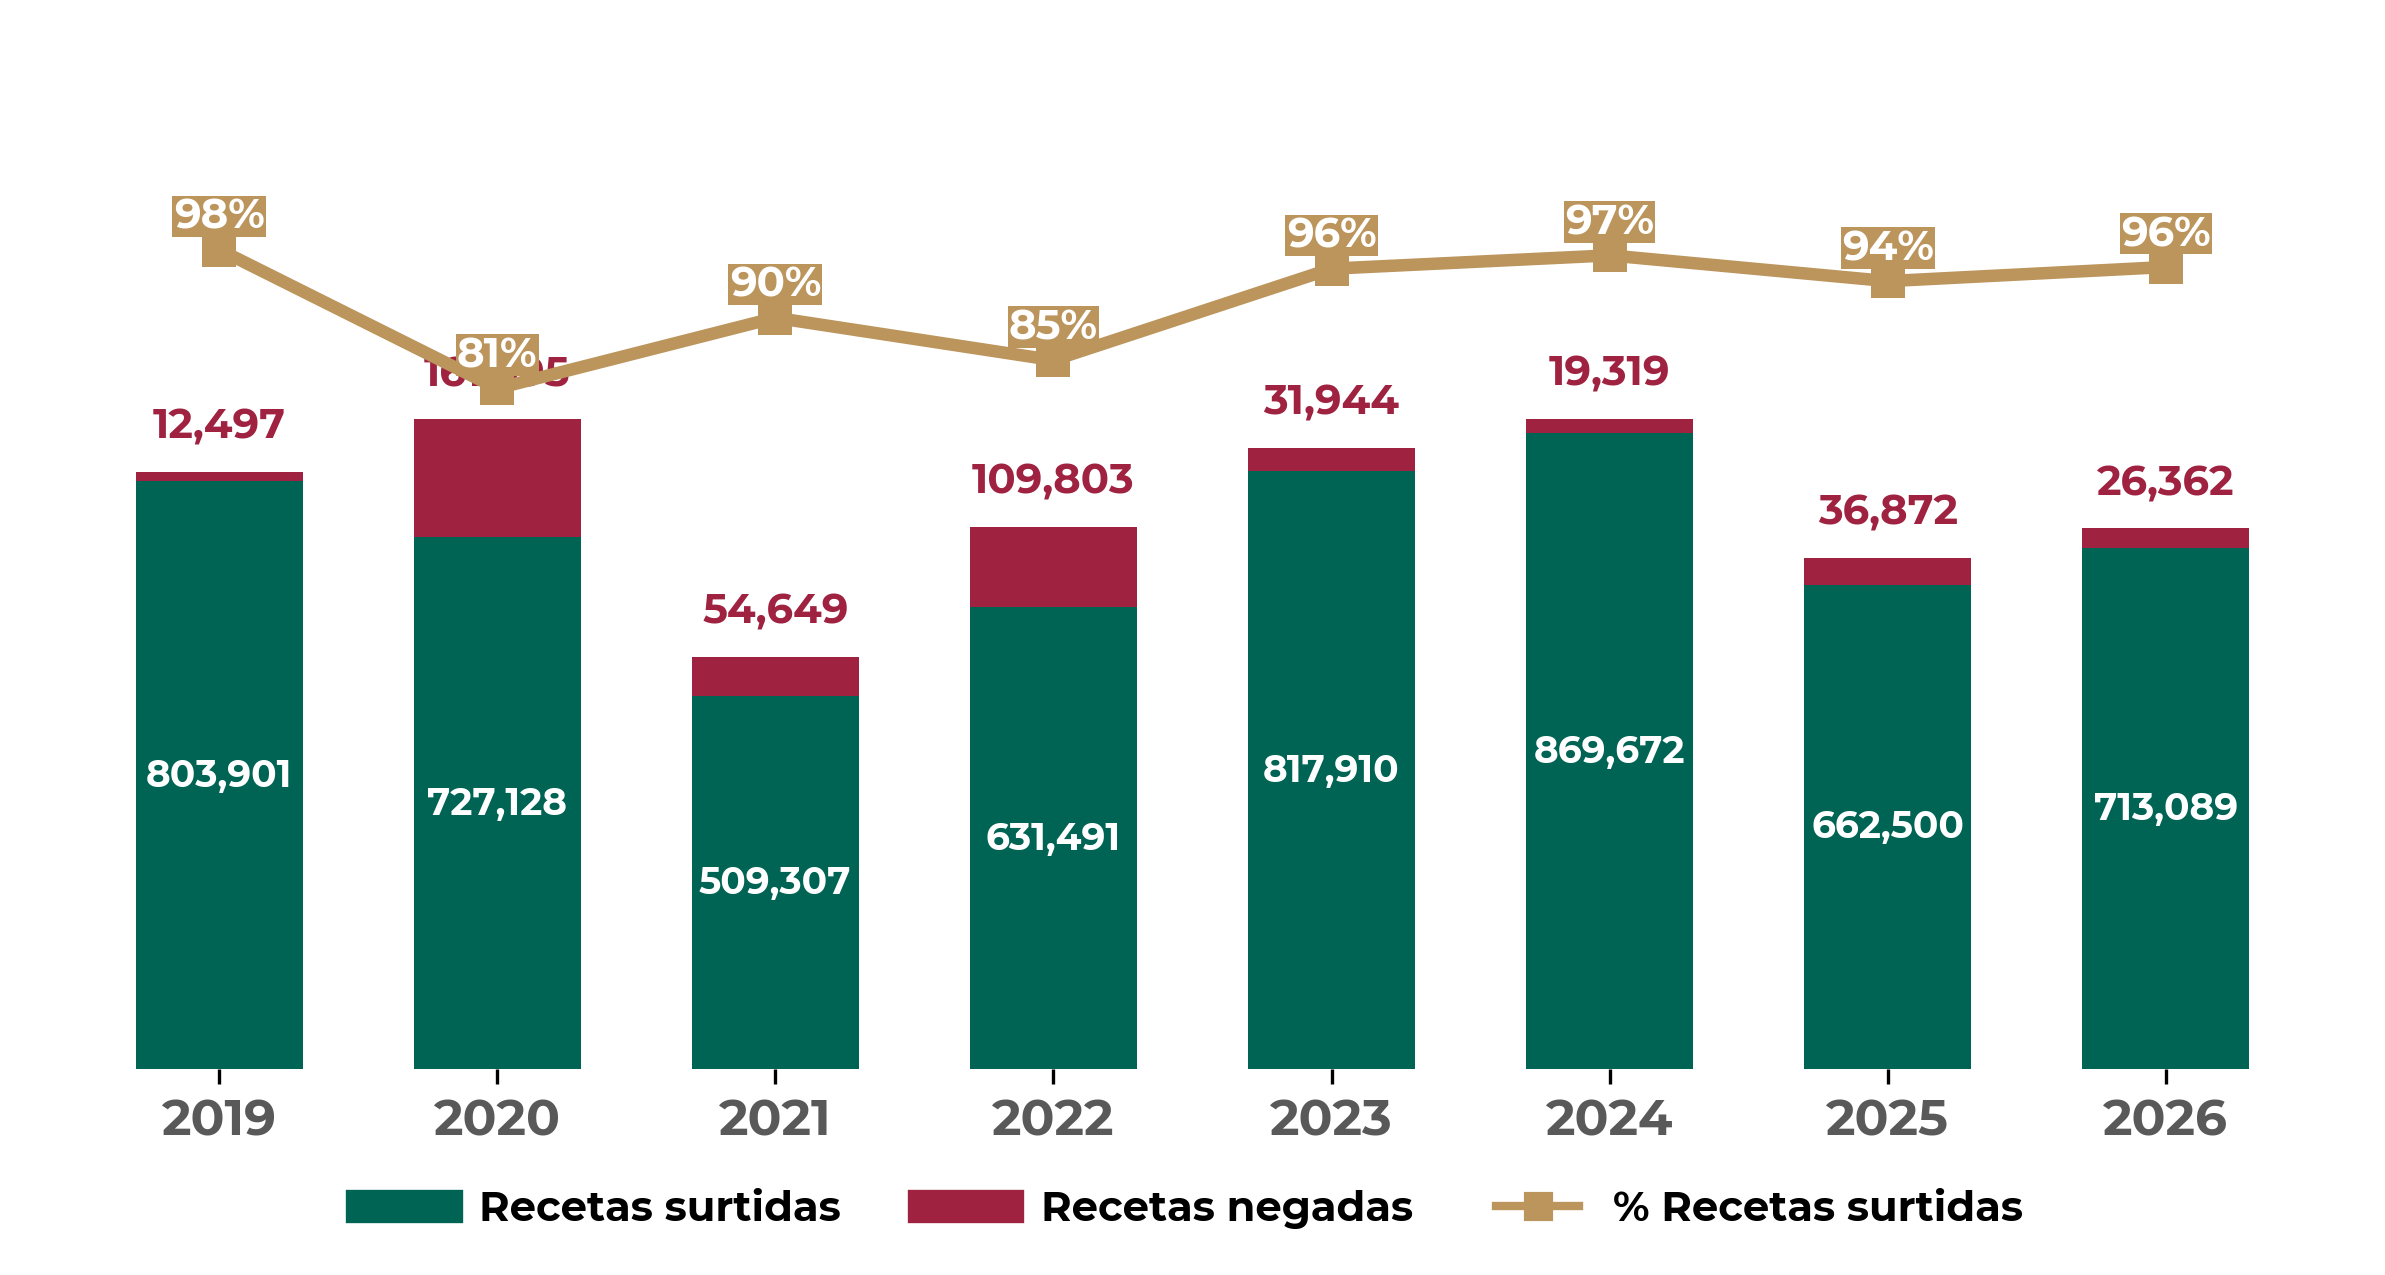 98% 81% 90% 85% 96% 97% 94% 96%
12,497 54,649 109,803 31,944 19,319 36,872 26,362
803,901 727,128 509,307 631,491 817,910 869,672 662,500 713,089
2019 2020 2021 2022 2023 2024 2025 2026
Recetas surtidas Recetas negadas % Recetas surtidas